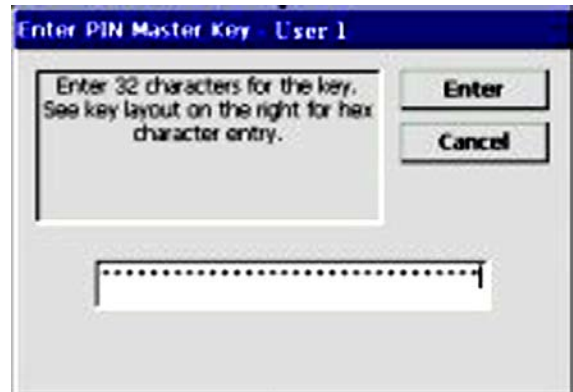 Enter PIN Master Key - User 1
Enter 32 characters for the key.
See key layout on the right for hex
character entry.
Enter
Cancel